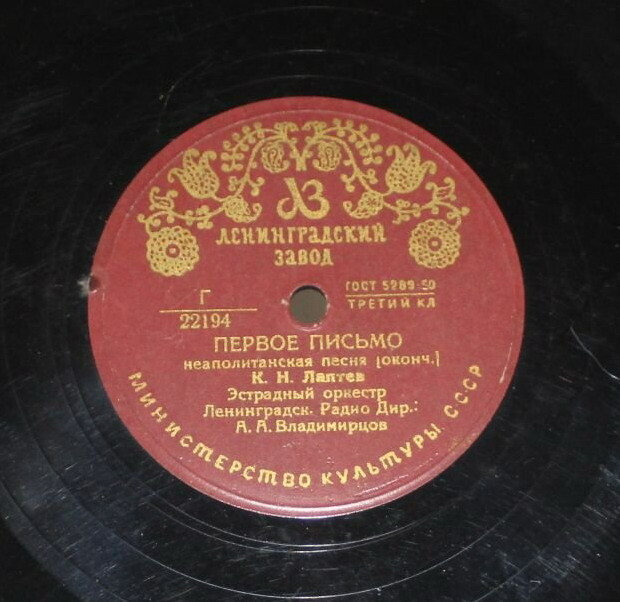 ЛЗ
ЛЕНИНГРАДСКИЙ
ЗАВОД
Г
22194
ГОСТ 5289-50
ТРЕТИЙ КЛ
ПЕРВОЕ ПИСЬМО
неаполитанская песня (оконч.)
К. Н. Лаптев
Эстрадный оркестр
Ленинградск. Радио Дир.:
А. А. Владимирцов
МИНИСТЕРСТВО КУЛЬТУРЫ СССР